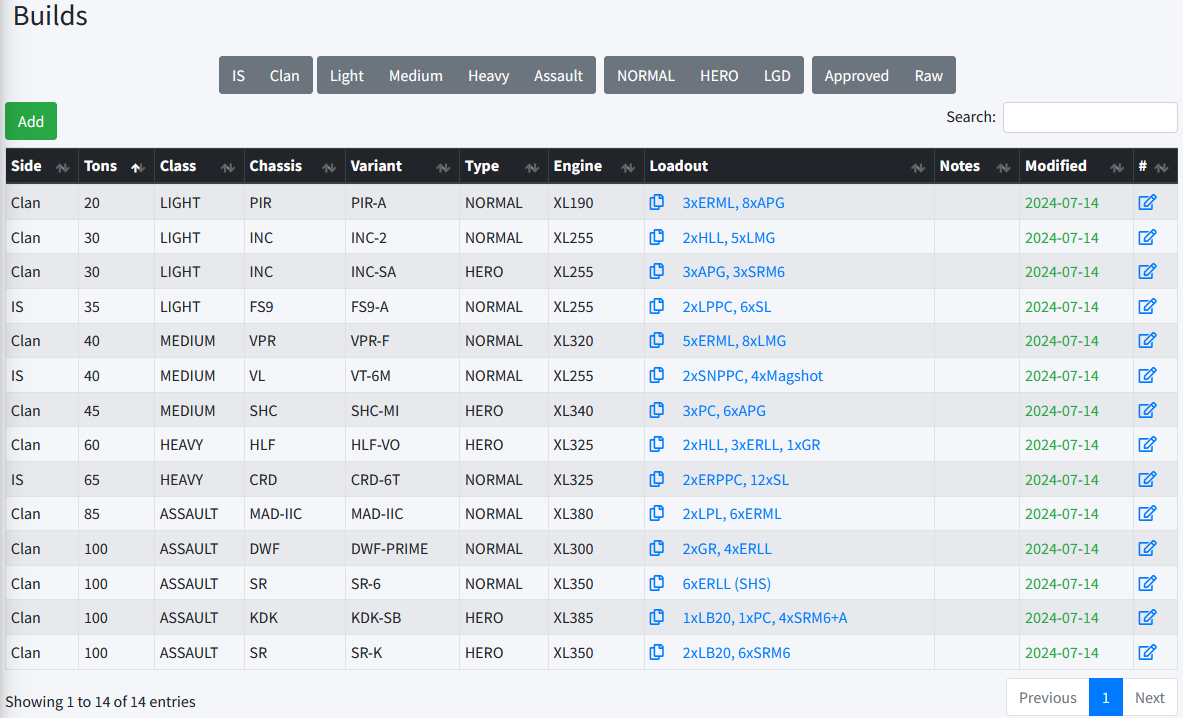 Builds
IS Clan Light Medium Heavy Assault NORMAL HERO LGD Approved Raw
Add Search:
Side Tons Class Chassis Variant Type Engine Loadout Notes Modified #
Clan 20 LIGHT PIR PIR-A NORMAL XL190 3xERML, 8xAPG 2024-07-14
Clan 30 LIGHT INC INC-2 NORMAL XL255 2xHLL, 5xLMG 2024-07-14
Clan 30 LIGHT INC INC-SA HERO XL255 3xAPG, 3xSRM6 2024-07-14
IS 35 LIGHT FS9 FS9-A NORMAL XL255 2xLPPC, 6xSL 2024-07-14
Clan 40 MEDIUM VPR VPR-F NORMAL XL320 5xERML, 8xLMG 2024-07-14
IS 40 MEDIUM VL VT-6M NORMAL XL255 2xSNPPC, 4xMagshot 2024-07-14
Clan 45 MEDIUM SHC SHC-MI HERO XL340 3xPC, 6xAPG 2024-07-14
Clan 60 HEAVY HLF HLF-VO HERO XL325 2xHLL, 3xERLL, 1xGR 2024-07-14
IS 65 HEAVY CRD CRD-6T NORMAL XL325 2xERPPC, 12xSL 2024-07-14
Clan 85 ASSAULT MAD-IIC MAD-IIC NORMAL XL380 2xLPL, 6xERML 2024-07-14
Clan 100 ASSAULT DWF DWF-PRIME NORMAL XL300 2xGR, 4xERLL 2024-07-14
Clan 100 ASSAULT SR SR-6 NORMAL XL350 6xERLL (SHS) 2024-07-14
Clan 100 ASSAULT KDK KDK-SB HERO XL385 1xLB20, 1xPC, 4xSRM6+A 2024-07-14
Clan 100 ASSAULT SR SR-K HERO XL350 2xLB20, 6xSRM6 2024-07-14
Showing 1 to 14 of 14 entries Previous 1 Next